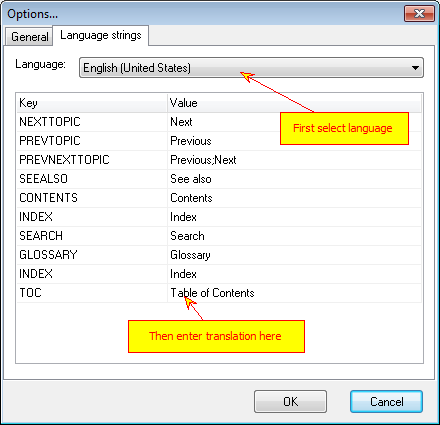 Options...
General Language strings
Language: English (United States)
Key Value
NEXTTOPIC Next
PREVTOPIC Previous
PREVNEXTTOPIC Previous;Next
SEEALSO See also
CONTENTS Contents
INDEX Index
SEARCH Search
GLOSSARY Glossary
INDEX Index
TOC Table of Contents
First select language
Then enter translation here
OK Cancel